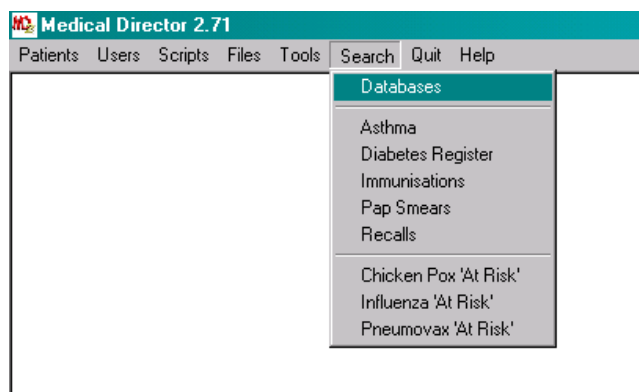 Medical Director 2.71
Patients Users Scripts Files Tools Search Quit Help
Databases
Asthma
Diabetes Register
Immunisations
Pap Smears
Recalls
Chicken Pox 'At Risk'
Influenza 'At Risk'
Pneumovax 'At Risk'